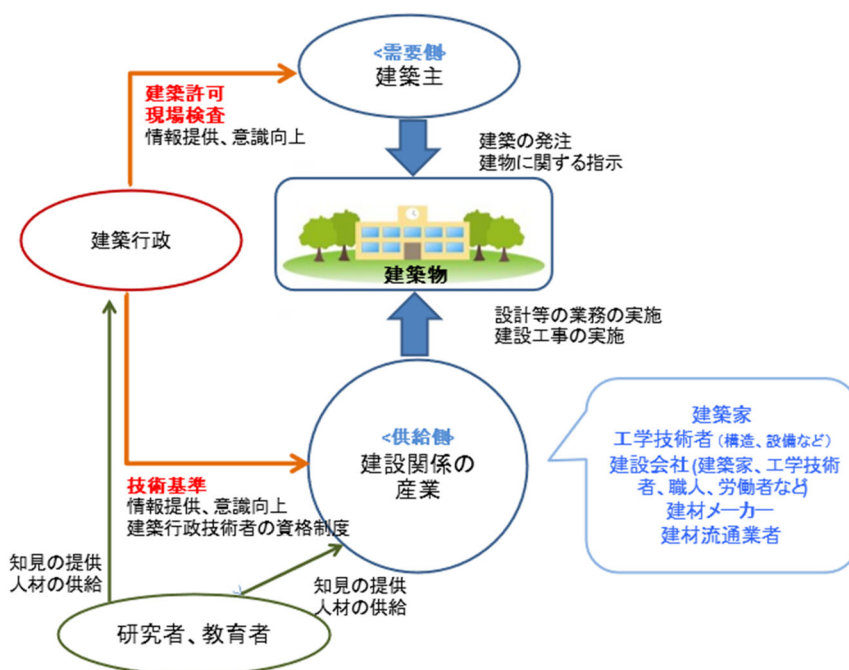 <需要側>
建築主
建築許可
現場検査
情報提供、意識向上
建築の発注
建物に関する指示
建築行政
建築物
設計等の業務の実施
建設工事の実施
<供給側>
建設関係の
産業
建築家
工学技術者（構造、設備など）
建設会社(建築家、工学技術
者、職人、労働者など)
建材メーカー
建材流通業者
技術基準
情報提供、意識向上
建築行政技術者の資格制度
知見の提供
人材の供給
知見の提供
人材の供給
研究者、教育者